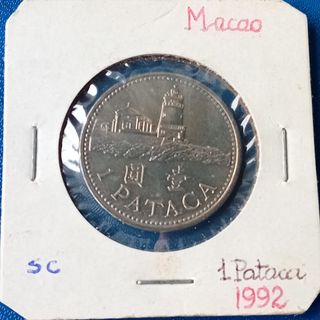 Macao
圓 壹
1 PATACA
SC
1 Pataca
1992